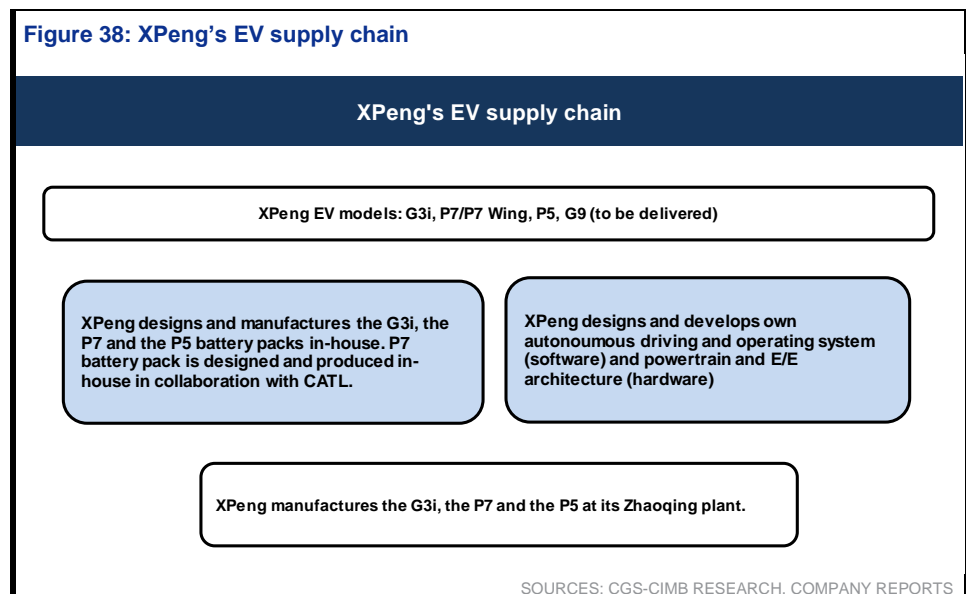 Figure 38: XPeng's EV supply chain
XPeng's EV supply chain
XPeng EV models: G3i, P7/P7 Wing, P5, G9 (to be delivered)
XPeng designs and manufactures the G3i, the
P7 and the P5 battery packs in-house. P7
battery pack is designed and produced in-
house in collaboration with CATL.
XPeng designs and develops own
autonoumous driving and operating system
(software) and powertrain and E/E
architecture (hardware)
XPeng manufactures the G3i, the P7 and the P5 at its Zhaoqing plant.
SOURCES: CGS-CIMB RESEARCH, COMPANY REPORTS